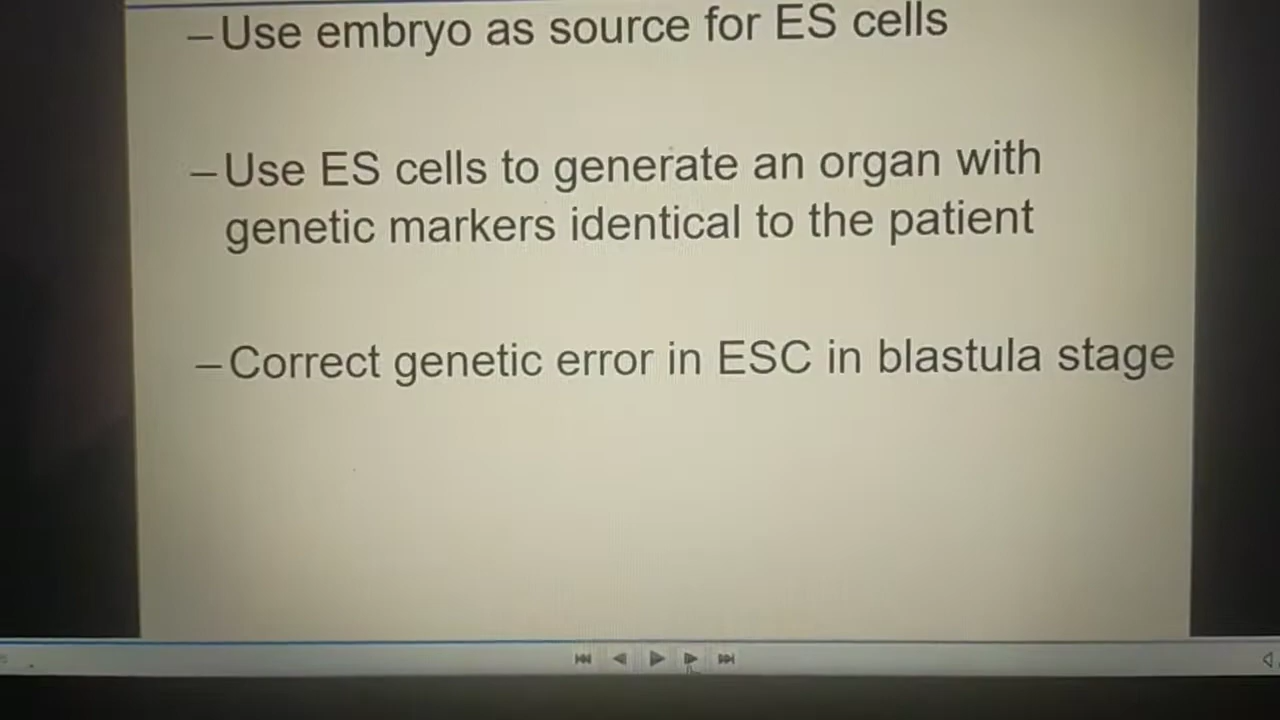 –Use embryo as source for ES cells
–Use ES cells to generate an organ with
genetic markers identical to the patient
–Correct genetic error in ESC in blastula stage